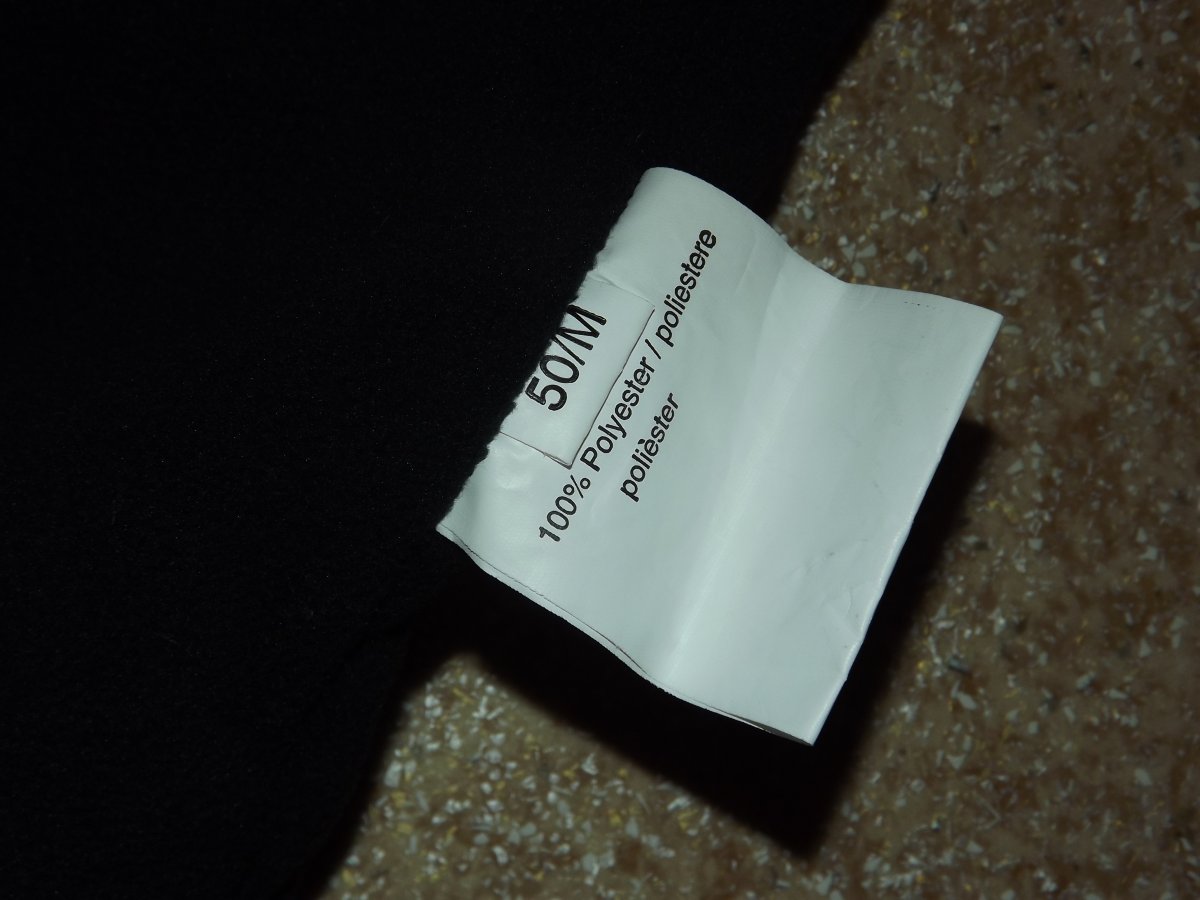 50/M
100% Polyester / poliestere
polièster